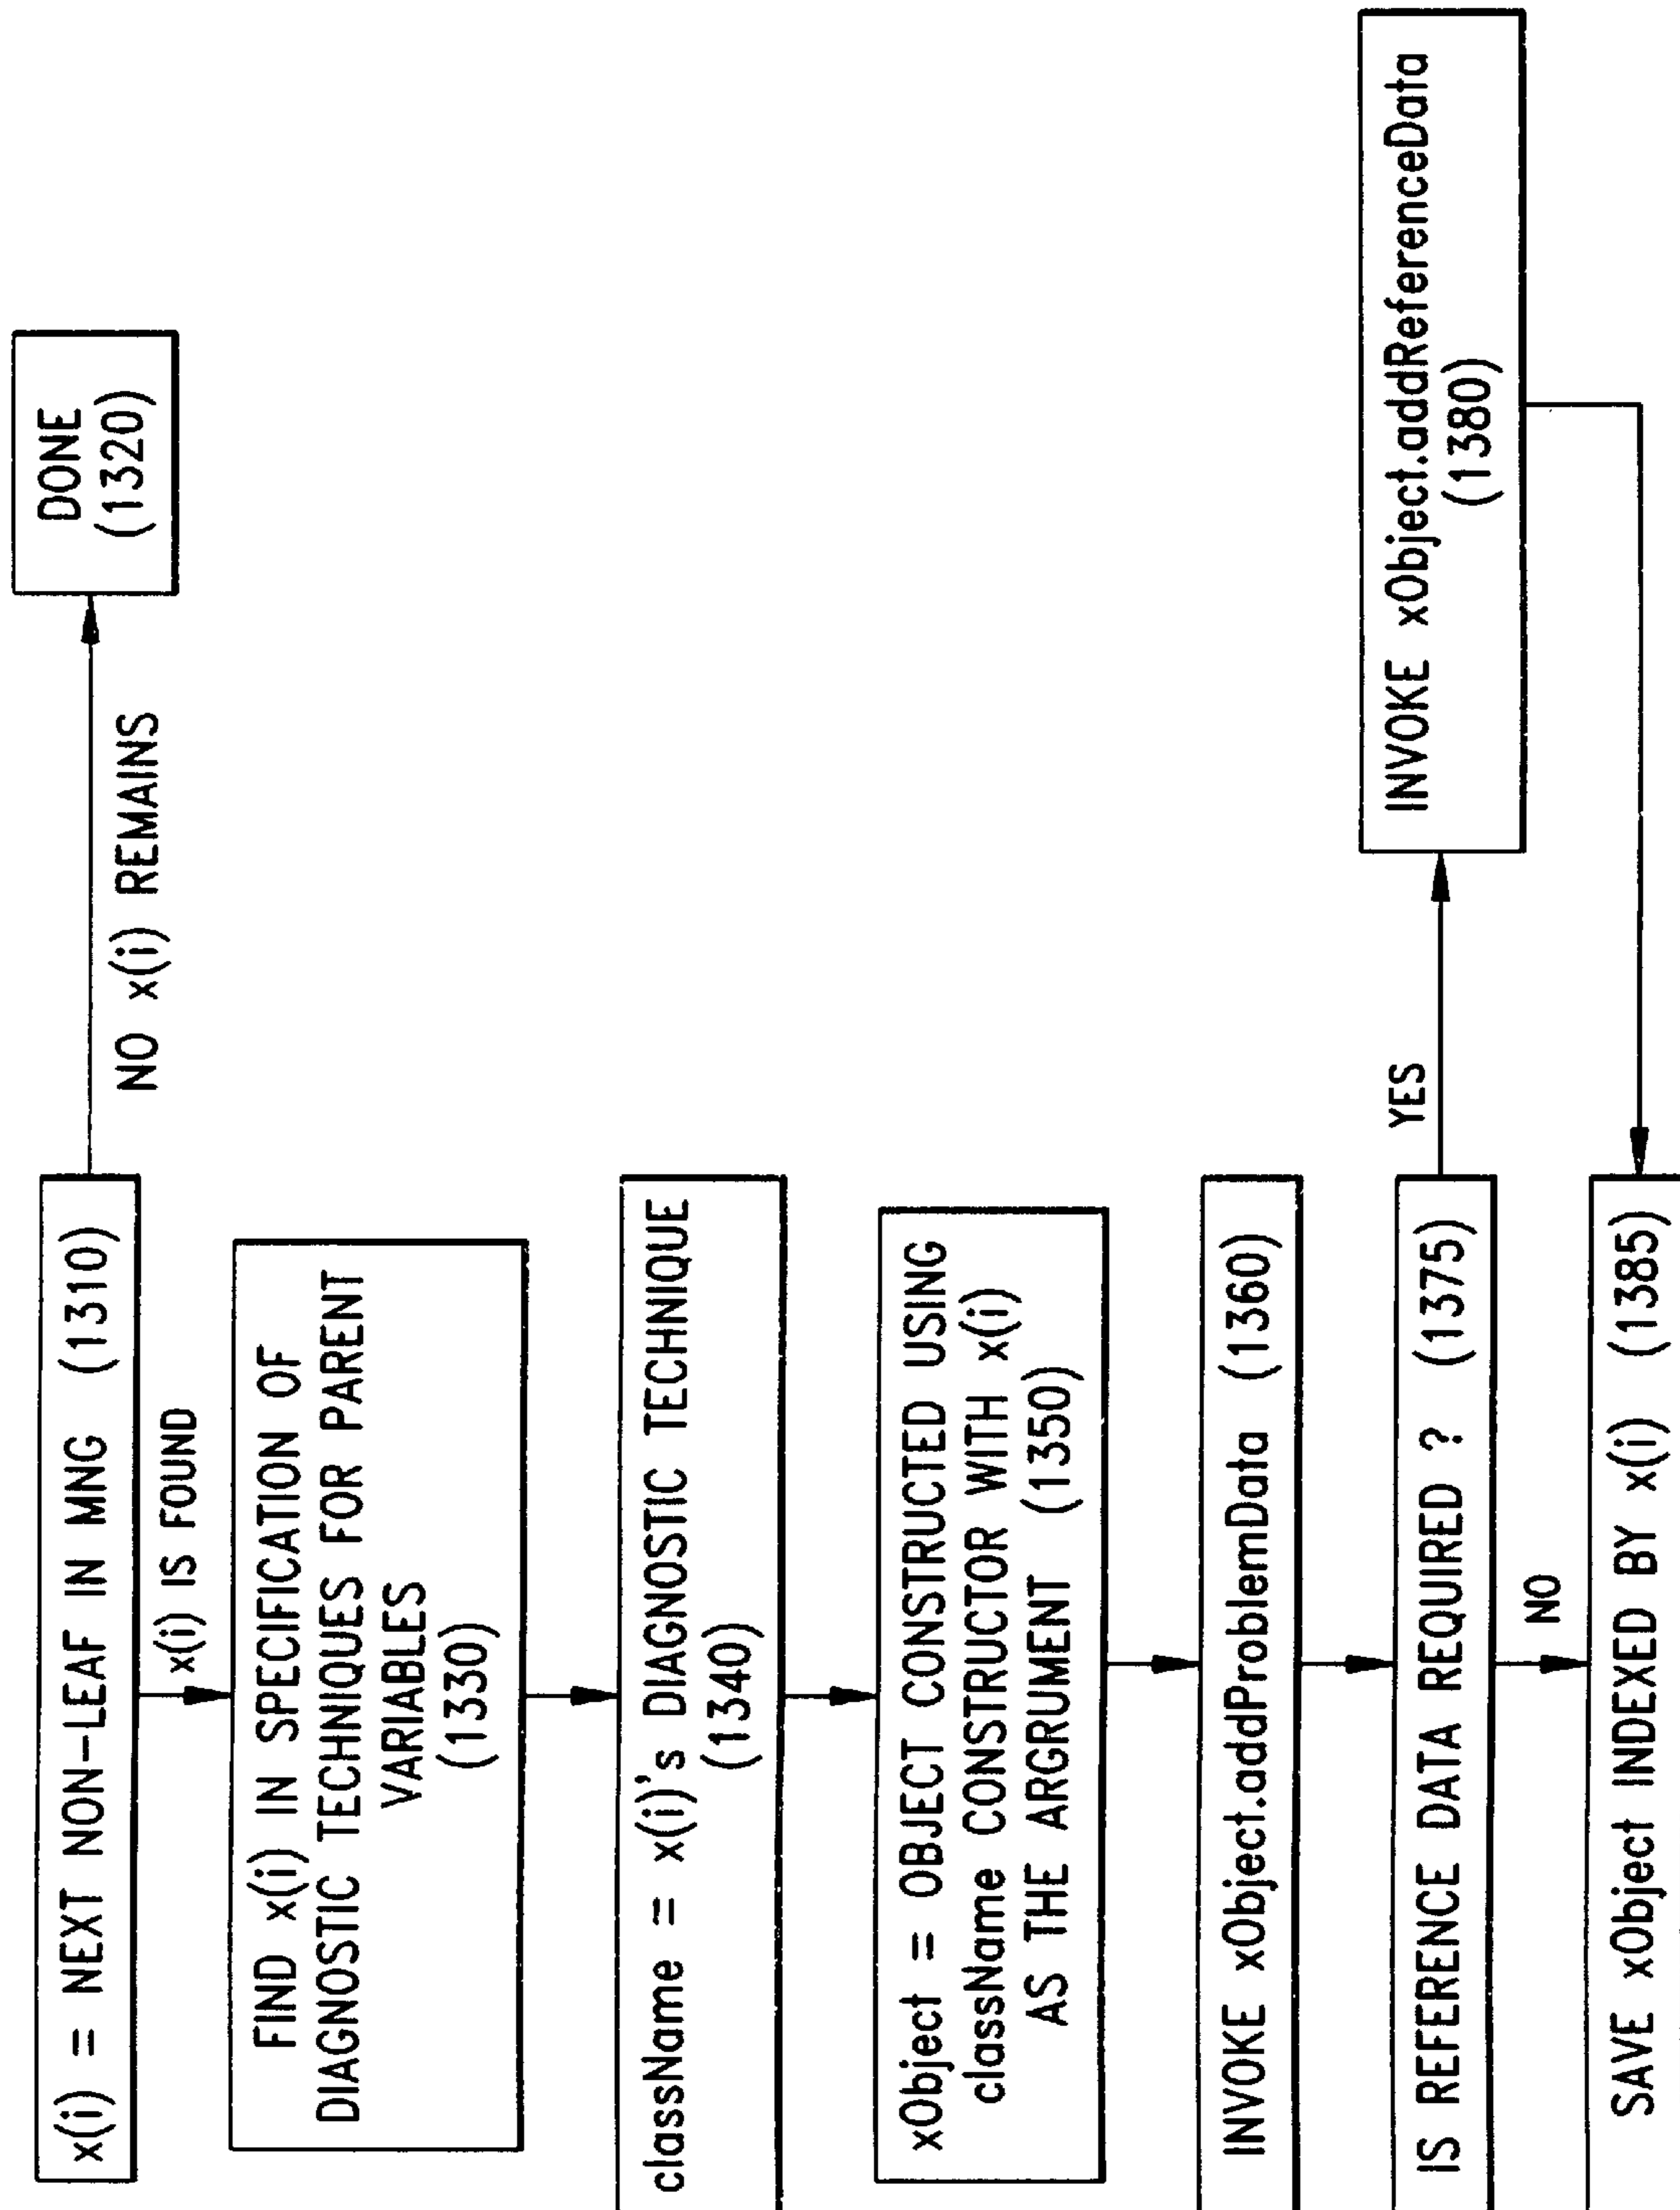 x(i) = NEXT NON-LEAF IN MNG (1310)
NO x(i) REMAINS
DONE
(1320)
x(i) IS FOUND
FIND x(i) IN SPECIFICATION OF
DIAGNOSTIC TECHNIQUES FOR PARENT
VARIABLES
(1330)
className = x(i)'s DIAGNOSTIC TECHNIQUE
(1340)
xObject = OBJECT CONSTRUCTED USING
className CONSTRUCTOR WITH x(i)
AS THE ARGRUMENT (1350)
INVOKE xObject.addProblemData (1360)
IS REFERENCE DATA REQUIRED ? (1375)
YES
INVOKE xObject.addReferenceData
(1380)
NO
SAVE xObject INDEXED BY x(i) (1385)